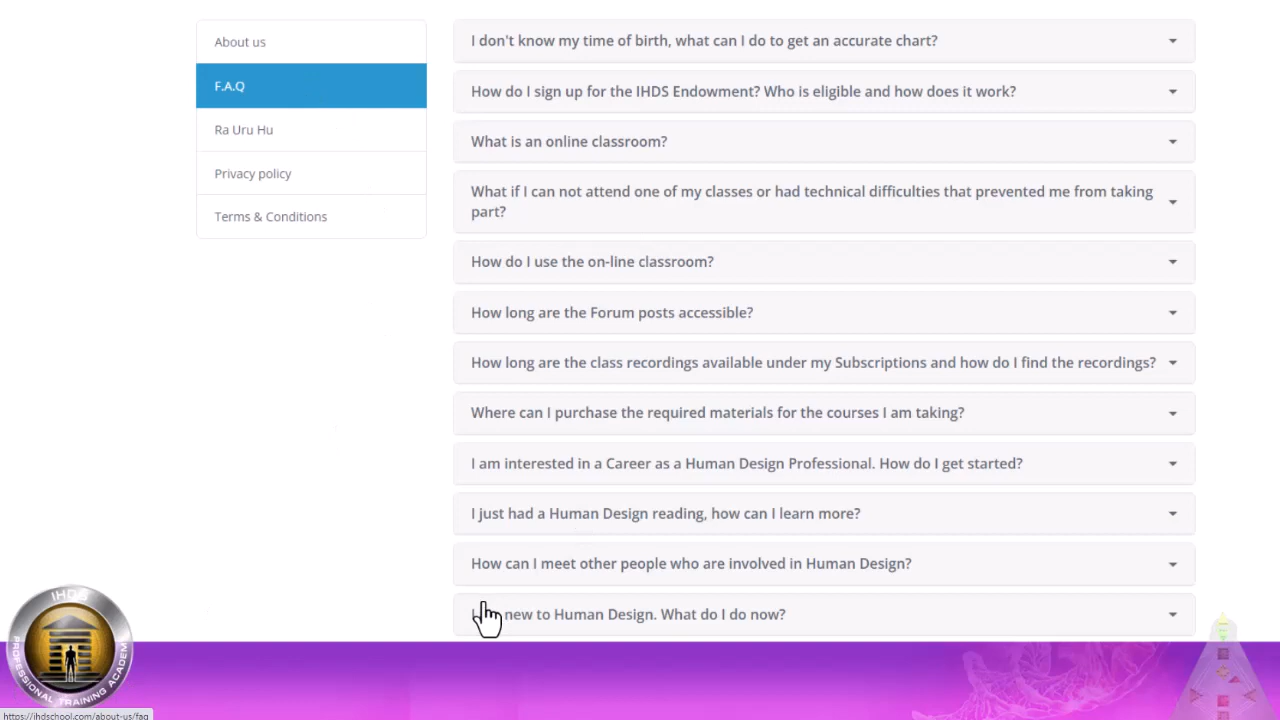 About us
F.A.Q
Ra Uru Hu
Privacy policy
Terms & Conditions
I don't know my time of birth, what can I do to get an accurate chart?
How do I sign up for the IHDS Endowment? Who is eligible and how does it work?
What is an online classroom?
What if I can not attend one of my classes or had technical difficulties that prevented me from taking
part?
How do I use the on-line classroom?
How long are the Forum posts accessible?
How long are the class recordings available under my Subscriptions and how do I find the recordings?
Where can I purchase the required materials for the courses I am taking?
I am interested in a Career as a Human Design Professional. How do I get started?
I just had a Human Design reading, how can I learn more?
How can I meet other people who are involved in Human Design?
new to Human Design. What do I do now?
IHDS
PROFESSIONAL TRAINING ACADEM
https://ihdschool.com/about-us/faq